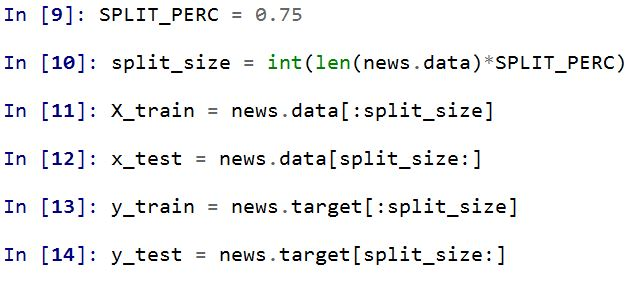 In [9]: SPLIT_PERC = 0.75
In [10]: split_size = int(len(news.data)*SPLIT_PERC)
In [11]: X_train = news.data[:split_size]
In [12]: x_test = news.data[split_size:]
In [13]: y_train = news.target[:split_size]
In [14]: y_test = news.target[split_size:]